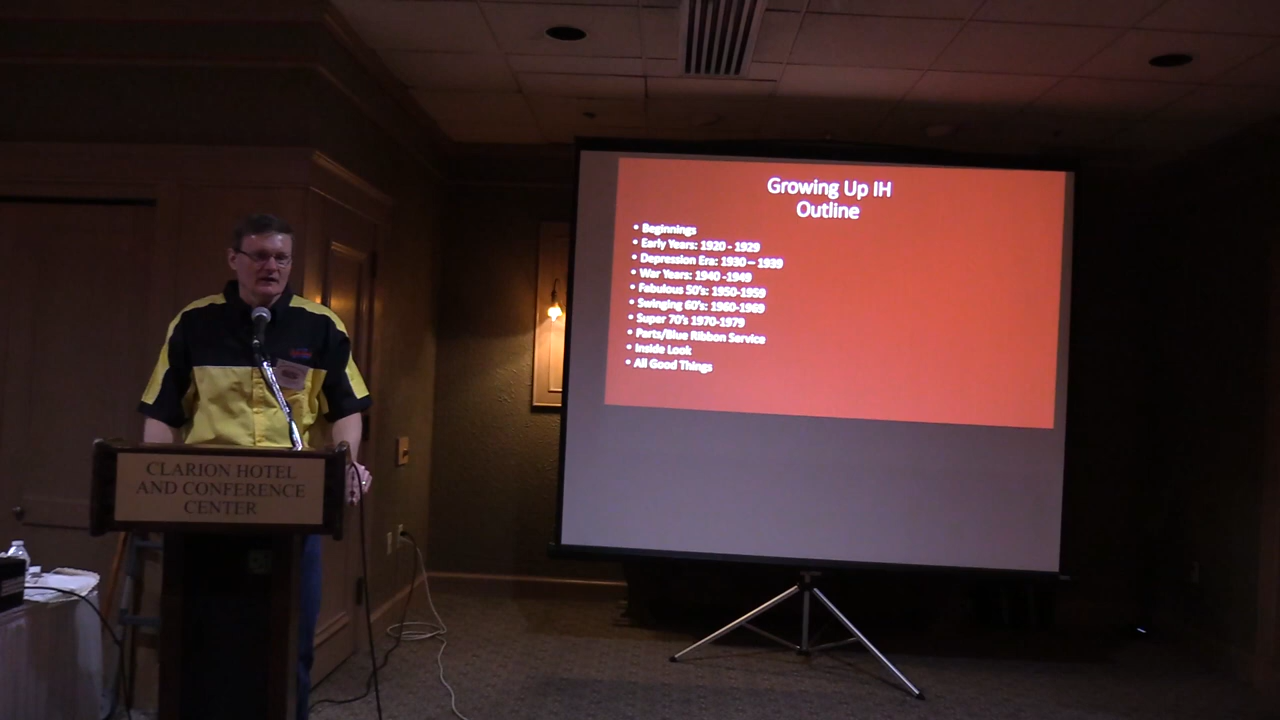 Growing Up IH
Outline
• Beginnings
• Early Years: 1920 - 1929
• Depression Era: 1930 – 1939
• War Years: 1940 -1949
• Fabulous 50's: 1950-1959
• Swinging 60's: 1960-1969
• Super 70's 1970-1979
• Parts/Blue Ribbon Service
• Inside Look
• All Good Things
CLARION HOTEL
AND CONFERENCE
CENTER